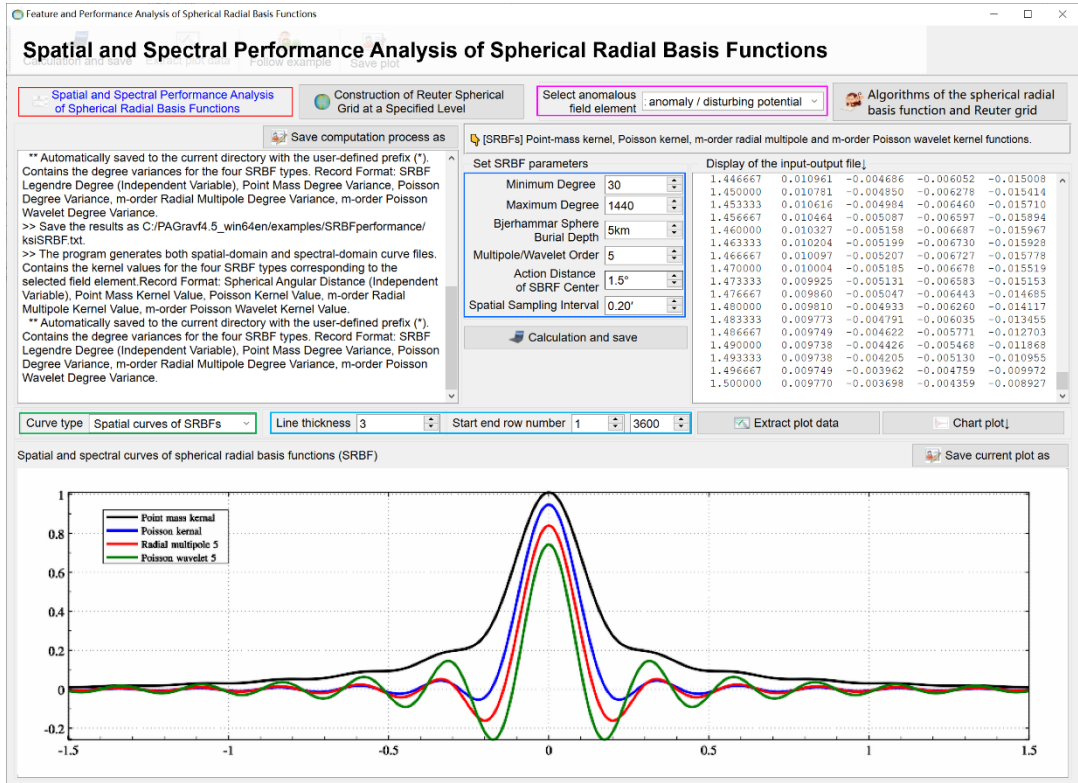 Feature and Performance Analysis of Spherical Radial Basis Functions
Spatial and Spectral Performance Analysis of Spherical Radial Basis Functions
Calculation and save
Extract plot data
Follow example
Save plot
Spatial and Spectral Performance Analysis
of Spherical Radial Basis Functions
Construction of Reuter Spherical
Grid at a Specified Level
Select anomalous
field element
anomaly / disturbing potential
Algorithms of the spherical radial
basis function and Reuter grid
Save computation process as
[SRBFs] Point-mass kernel, Poisson kernel, m-order radial multipole and m-order Poisson wavelet kernel functions.
** Automatically saved to the current directory with the user-defined prefix (*).
Contains the degree variances for the four SRBF types. Record Format: SRBF
Legendre Degree (Independent Variable), Point Mass Degree Variance, Poisson
Degree Variance, m-order Radial Multipole Degree Variance, m-order Poisson
Wavelet Degree Variance.
>> Save the results as C:/PAGravf4.5_win64en/examples/SRBFperformance/
ksiSRBF.txt.
>> The program generates both spatial-domain and spectral-domain curve files.
Contains the kernel values for the four SRBF types corresponding to the
selected field element.Record Format: Spherical Angular Distance (Independent
Variable), Point Mass Kernel Value, Poisson Kernel Value, m-order Radial
Multipole Kernel Value, m-order Poisson Wavelet Kernel Value.
** Automatically saved to the current directory with the user-defined prefix (*).
Contains the degree variances for the four SRBF types. Record Format: SRBF
Legendre Degree (Independent Variable), Point Mass Degree Variance, Poisson
Degree Variance, m-order Radial Multipole Degree Variance, m-order Poisson
Wavelet Degree Variance.
Set SRBF parameters
Minimum Degree 30
Maximum Degree 1440
Bjerhammar Sphere
Burial Depth 5km
Multipole/Wavelet Order 5
Action Distance
of SBRF Center 1.5°
Spatial Sampling Interval 0.20′
Calculation and save
Display of the input-output file↓
1.446667 0.010961 -0.004686 -0.006052 -0.015008
1.450000 0.010781 -0.004850 -0.006278 -0.015414
1.453333 0.010616 -0.004984 -0.006460 -0.015710
1.456667 0.010464 -0.005087 -0.006597 -0.015894
1.460000 0.010327 -0.005158 -0.006687 -0.015967
1.463333 0.010204 -0.005199 -0.006730 -0.015928
1.466667 0.010097 -0.005207 -0.006727 -0.015778
1.470000 0.010004 -0.005185 -0.006678 -0.015519
1.473333 0.009925 -0.005131 -0.006583 -0.015153
1.476667 0.009860 -0.005047 -0.006443 -0.014685
1.480000 0.009810 -0.004933 -0.006260 -0.014117
1.483333 0.009773 -0.004791 -0.006035 -0.013455
1.486667 0.009749 -0.004622 -0.005771 -0.012703
1.490000 0.009738 -0.004426 -0.005468 -0.011868
1.493333 0.009738 -0.004205 -0.005130 -0.010955
1.496667 0.009749 -0.003962 -0.004759 -0.009972
1.500000 0.009770 -0.003698 -0.004359 -0.008927
Curve type Spatial curves of SRBFs
Line thickness 3
Start end row number 1 3600
Extract plot data
Chart plot↓
Spatial and spectral curves of spherical radial basis functions (SRBF)
Save current plot as
1
0.8
0.6
0.4
0.2
0
-0.2
Point mass kernel
Poisson kernel
Radial multipole 5
Poisson wavelet 5
-1.5 -1 -0.5 0 0.5 1 1.5